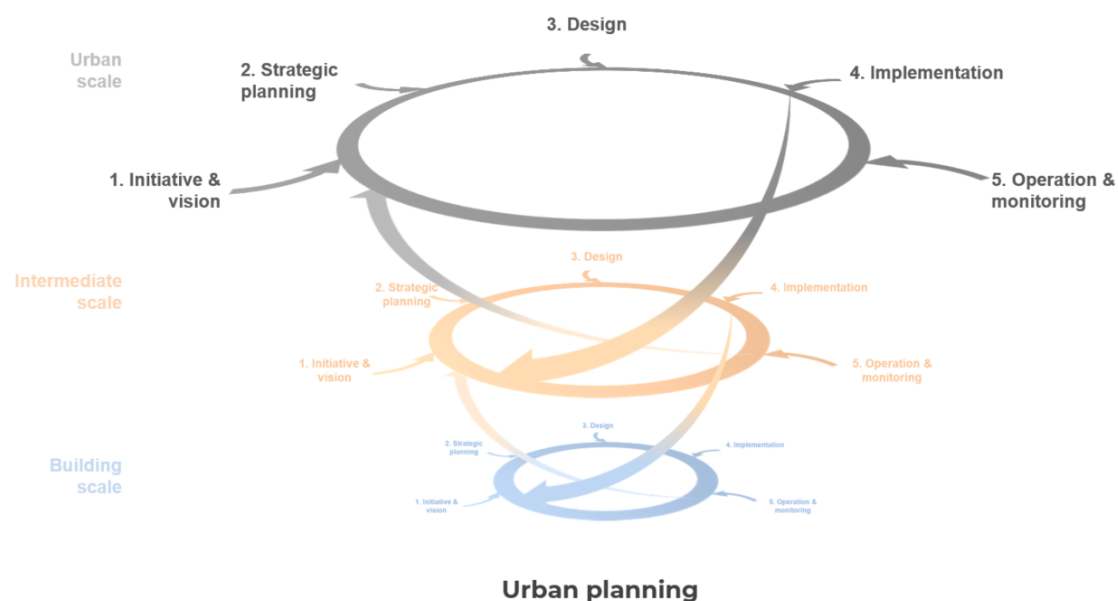 Urban
scale
3. Design
2. Strategic
planning
4. Implementation
1. Initiative &
vision
5. Operation &
monitoring
Intermediate
scale
3. Design
2. Strategic
planning
4. Implementation
1. Initiative &
vision
5. Operation &
monitoring
Building
scale
3. Design
2. Strategic
planning
4. Implementation
1. Initiative &
vision
5. Operation &
monitoring
Urban planning